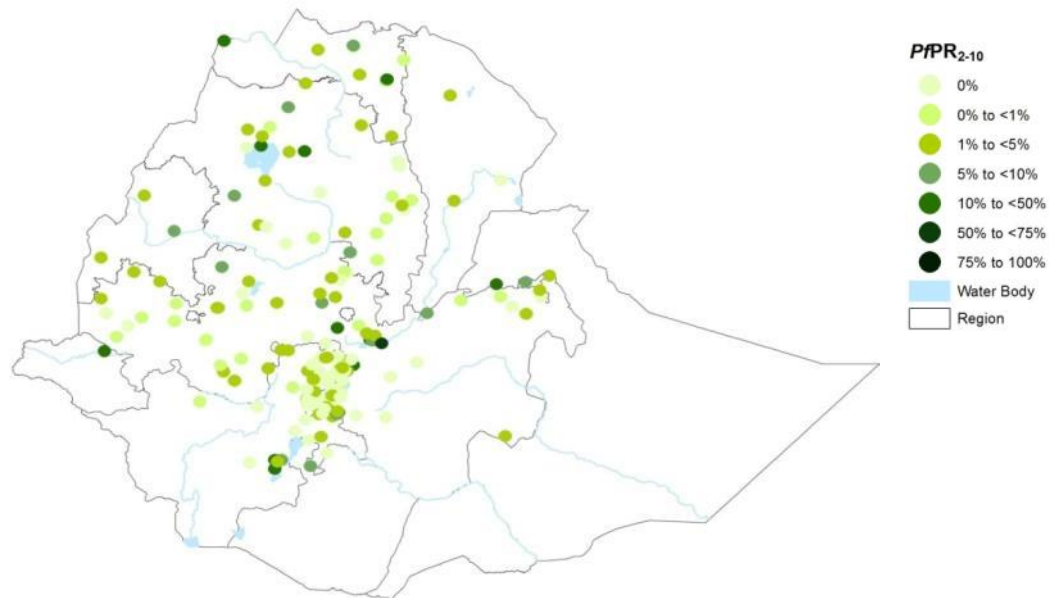 PfPR2-10
0%
0% to <1%
1% to <5%
5% to <10%
10% to <50%
50% to <75%
75% to 100%
Water Body
Region